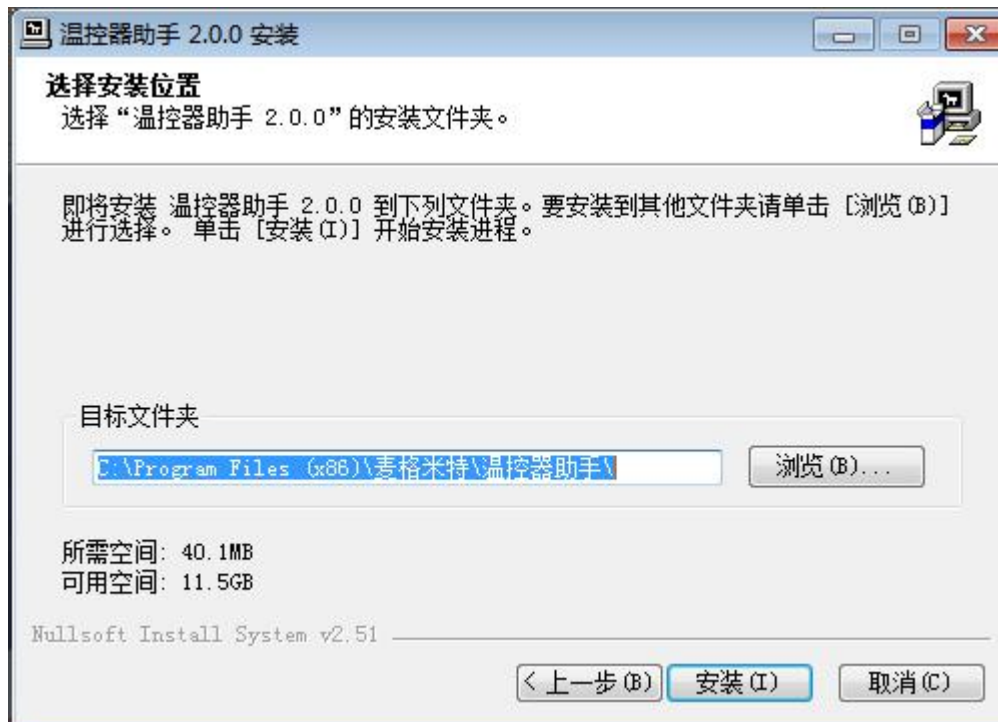 温控器助手 2.0.0 安装
选择安装位置
选择“温控器助手 2.0.0”的安装文件夹。
即将安装 温控器助手 2.0.0 到下列文件夹。要安装到其他文件夹请单击 [浏览(B)]
进行选择。 单击 [安装(I)] 开始安装进程。
目标文件夹
C:\Program Files (x86)\麦格米特\温控器助手\
浏览(B)...
所需空间: 40.1MB
可用空间: 11.5GB
Nullsoft Install System v2.51
< 上一步(B)
安装(I)
取消(C)